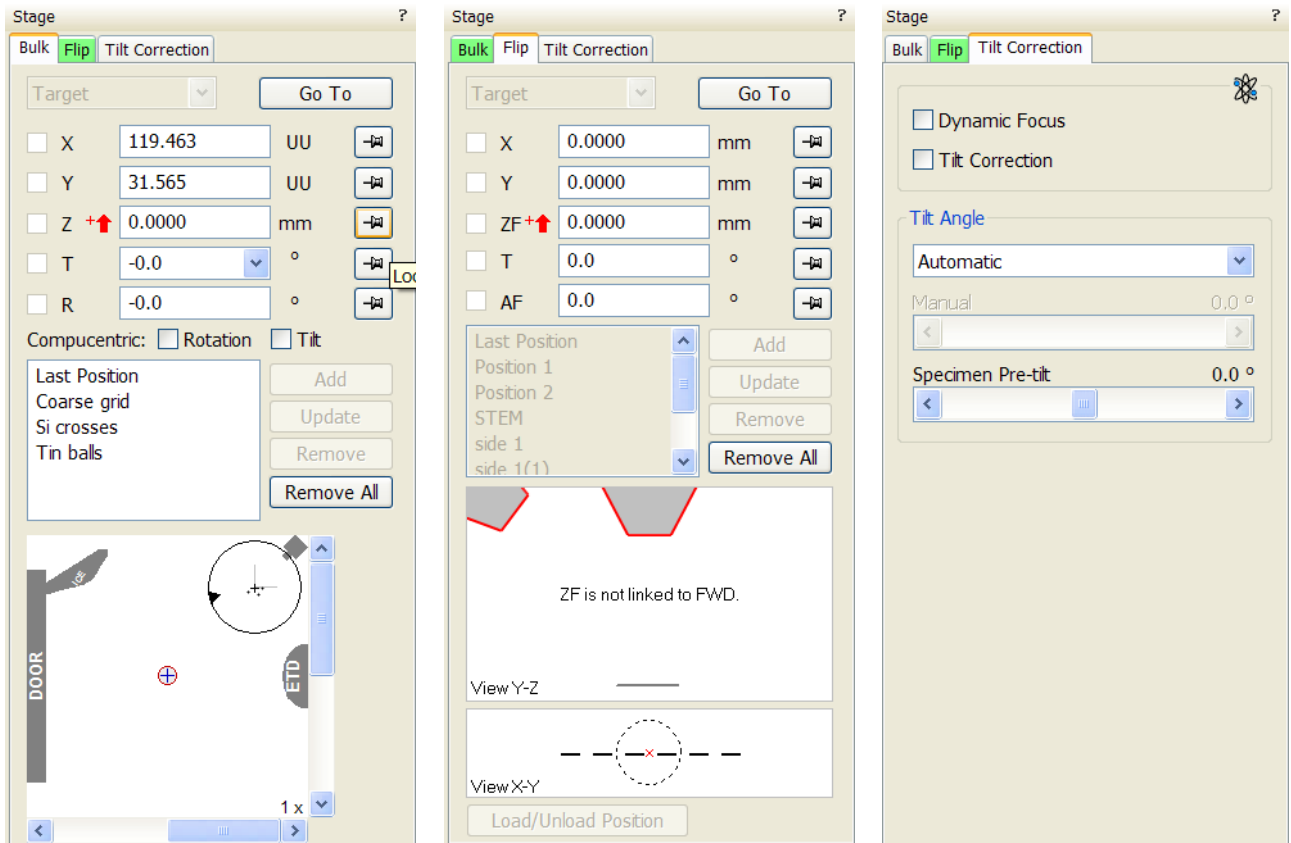 Stage ?
Bulk Flip Tilt Correction
Target Go To
X 119.463 UU
Y 31.565 UU
Z + 0.0000 mm
T -0.0 °
Loc
R -0.0 °
Compucentric: Rotation Tilt
Last Position
Coarse grid
Si crosses
Tin balls
Add
Update
Remove
Remove All
ICE
DOOR
ETD
1 x
Stage ?
Bulk Flip Tilt Correction
Target Go To
X 0.0000 mm
Y 0.0000 mm
ZF + 0.0000 mm
T 0.0 °
AF 0.0 °
Last Position
Position 1
Position 2
STEM
side 1
side 1(1)
Add
Update
Remove
Remove All
ZF is not linked to FWD.
View Y-Z
View X-Y
Load/Unload Position
Stage ?
Bulk Flip Tilt Correction
Dynamic Focus
Tilt Correction
Tilt Angle
Automatic
Manual 0.0 °
Specimen Pre-tilt 0.0 °